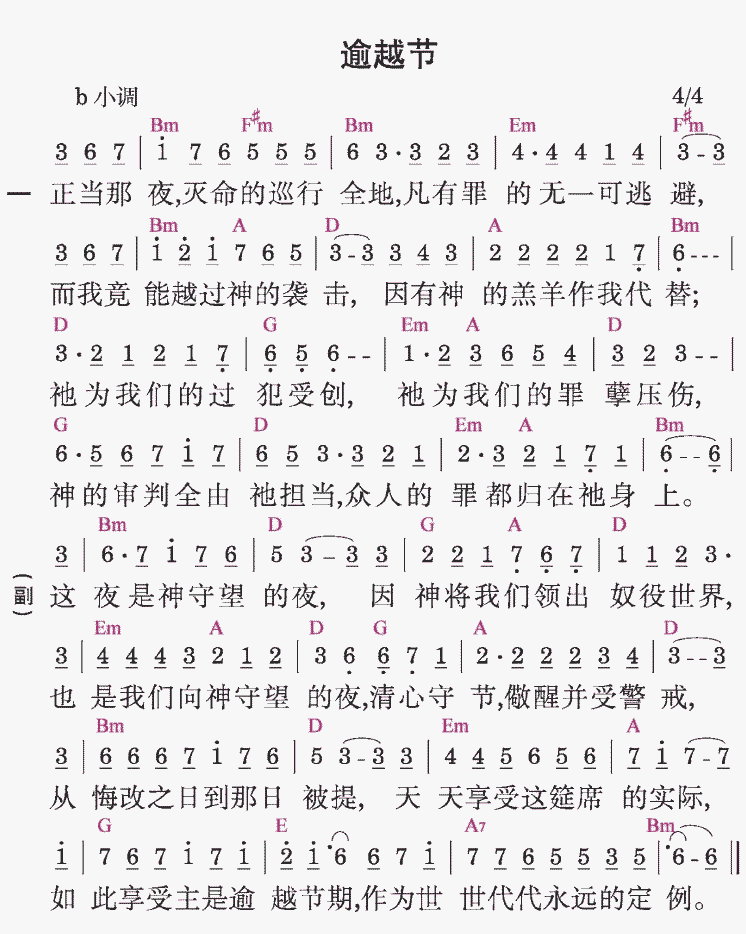 逾越节
b 小调 4/4
Bm F♯m Bm Em F♯m
3 6 7 | i 7 6 5 5 5 | 6 3·3 2 3 | 4·4 4 1 4 | 3-3
一 正当那 夜,灭命的巡行 全地,凡有罪 的无一可逃 避,
Bm A D A Bm
3 6 7 | i 2 i 7 6 5 | 3-3 3 4 3 | 2 2 2 2 1 7 | 6--- |
而我竟 能越过神的袭 击, 因有神 的羔羊作我代 替;
D G Em A D
3·2 1 2 1 7 | 6 5 6-- | 1·2 3 6 5 4 | 3 2 3-- |
祂为我们的过 犯受创, 祂为我们的罪 孽压伤,
G D Em A Bm
6·5 6 7 i 7 | 6 5 3·3 2 1 | 2·3 2 1 7 1 | 6--6 |
神的审判全由 祂担当,众人的 罪都归在祂身 上。
Bm D G A D
3 | 6·7 i 7 6 | 5 3-3 3 | 2 2 1 7 6 7 | 1 1 2 3·
(副) 这 夜是神守望 的夜, 因 神将我们领出 奴役世界,
Em A D G A D
3 | 4 4 4 3 2 1 2 | 3 6 6 7 1 | 2·2 2 2 3 4 | 3--3
也 是我们向神守望 的夜,清心守 节,儆醒并受警 戒,
Bm D Em A
3 | 6 6 6 7 i 7 6 | 5 3-3 3 | 4 4 5 6 5 6 | 7 i 7-7
从 悔改之日到那日 被提, 天 天享受这筵席 的实际,
G E A7 Bm
i | 7 6 7 i 7 i | 2 i·6 6 7 i | 7 7 6 5 5 3 5 | 6-6 ||
如 此享受主是逾 越节期,作为世 世代代永远的定 例。